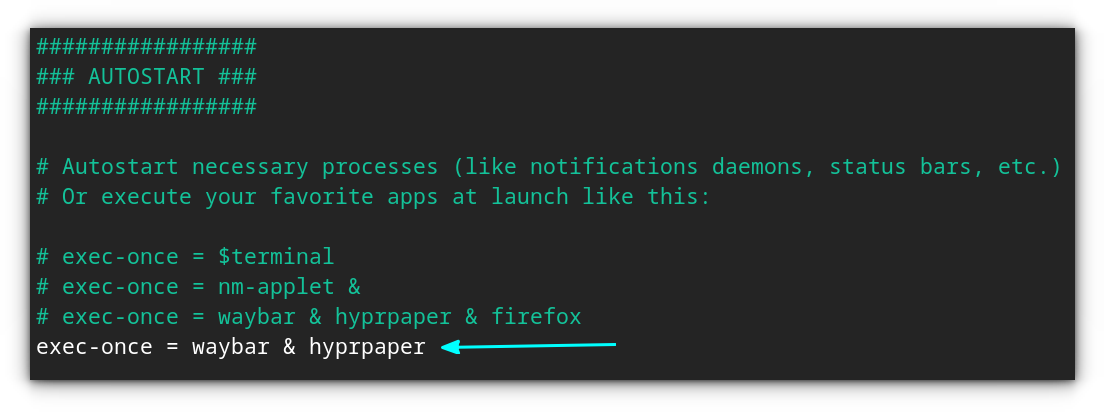 #################
### AUTOSTART ###
#################
# Autostart necessary processes (like notifications daemons, status bars, etc.)
# Or execute your favorite apps at launch like this:
# exec-once = $terminal
# exec-once = nm-applet &
# exec-once = waybar & hyprpaper & firefox
exec-once = waybar & hyprpaper